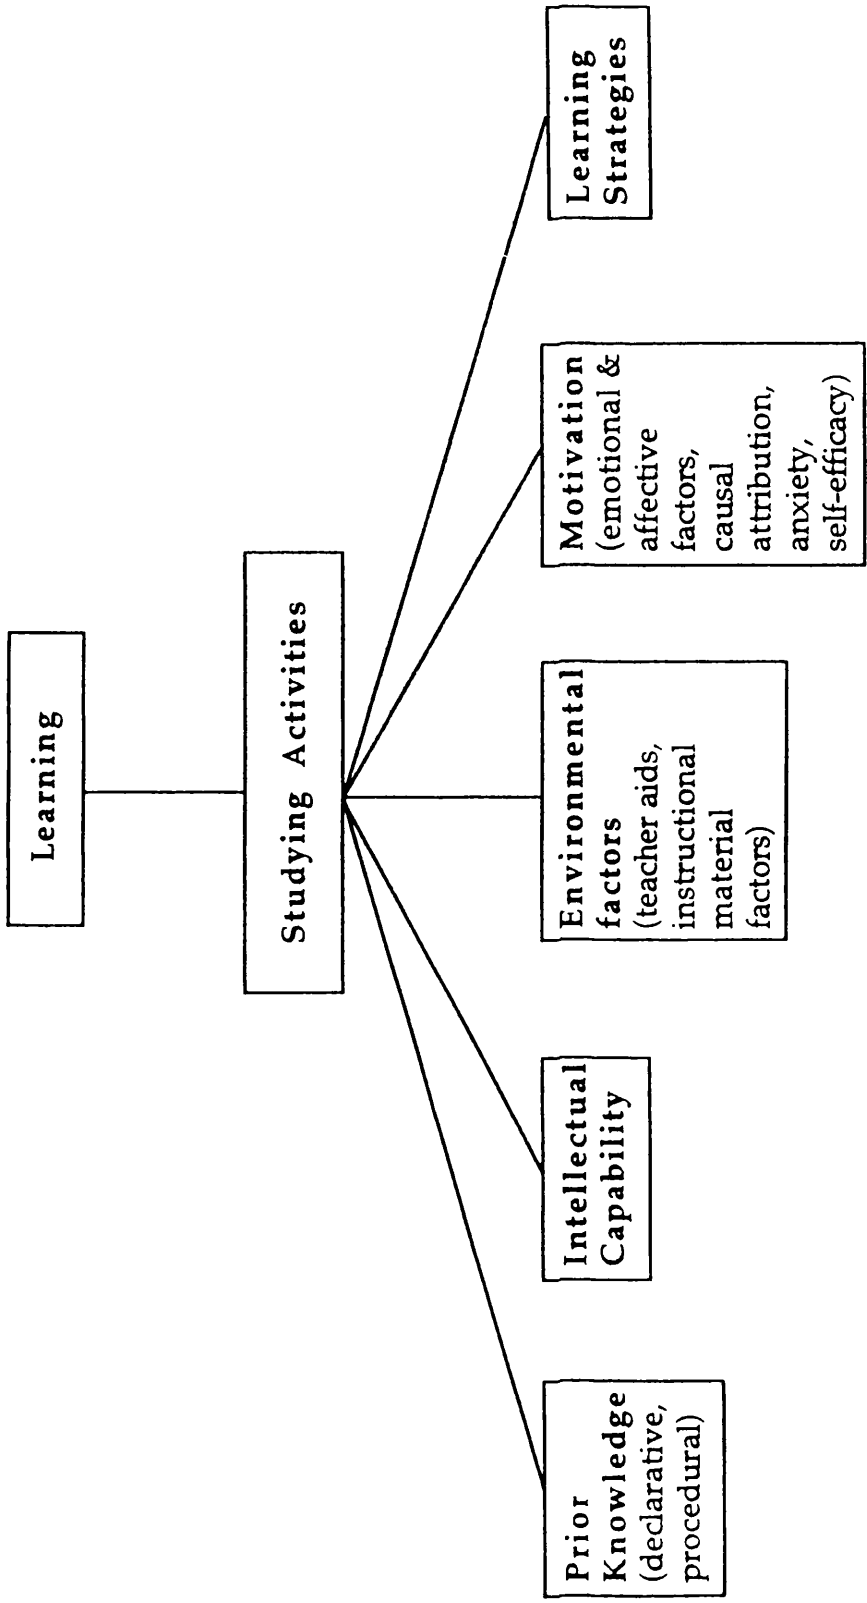 Learning
Studying Activities
Prior
Knowledge
(declarative,
procedural)
Intellectual
Capability
Environmental
factors
(teacher aids,
instructional
material
factors)
Motivation
(emotional &
affective
factors,
causal
attribution,
anxiety,
self-efficacy)
Learning
Strategies